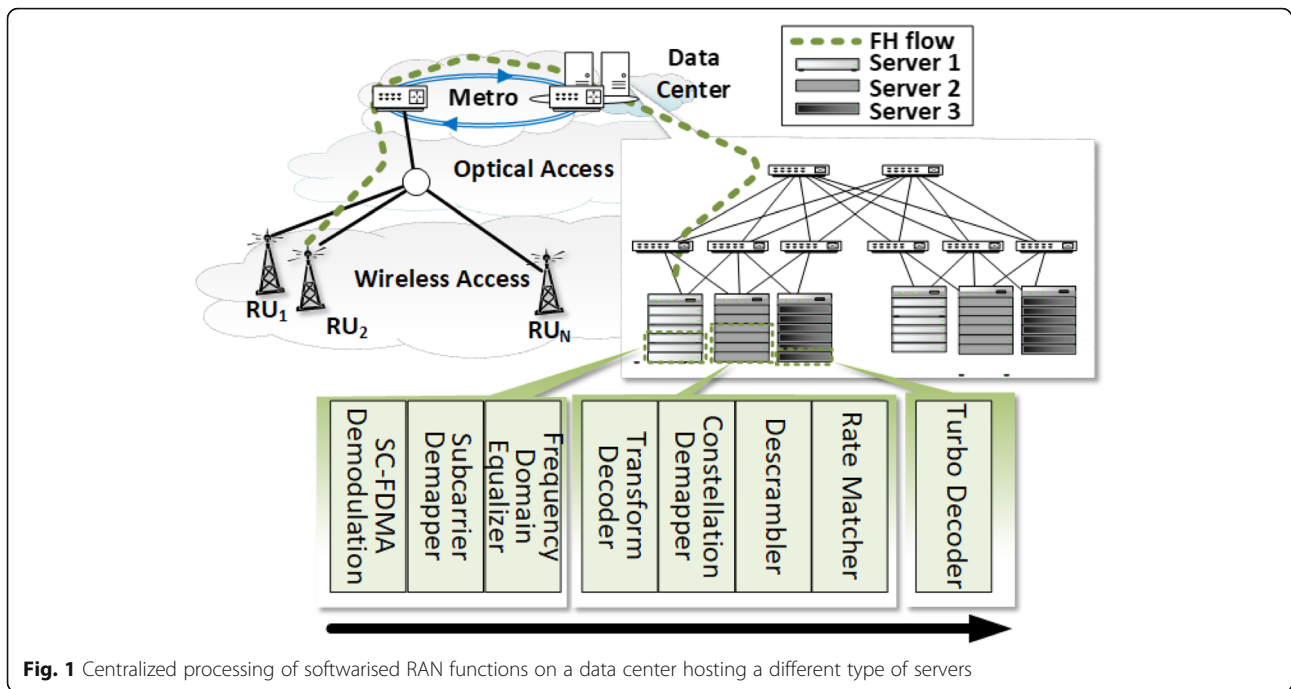 FH flow
Server 1
Server 2
Server 3
Data
Center
Metro
Optical Access
Wireless Access
RU1
RU2
RUN
SC-FDMA
Demodulation
Subcarrier
Demapper
Frequency
Domain
Equalizer
Transform
Decoder
Constellation
Demapper
Descrambler
Rate Matcher
Turbo Decoder
Fig. 1 Centralized processing of softwarised RAN functions on a data center hosting a different type of servers